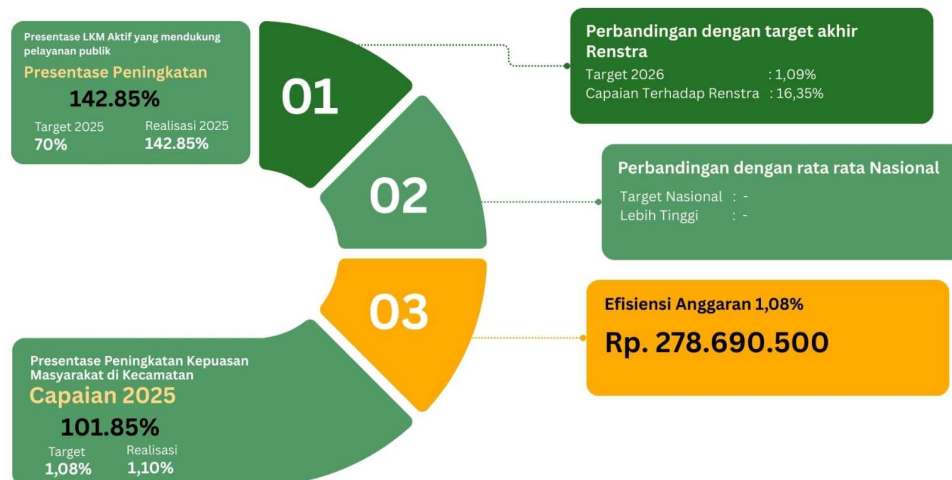 Presentase LKM Aktif yang mendukung
pelayanan publik
Presentase Peningkatan
142.85%
Target 2025 Realisasi 2025
70% 142.85%
01
Perbandingan dengan target akhir
Renstra
Target 2026 : 1,09%
Capaian Terhadap Renstra : 16,35%
02
Perbandingan dengan rata rata Nasional
Target Nasional : -
Lebih Tinggi : -
03
Efisiensi Anggaran 1,08%
Rp. 278.690.500
Presentase Peningkatan Kepuasan
Masyarakat di Kecamatan
Capaian 2025
101.85%
Target Realisasi
1,08% 1,10%